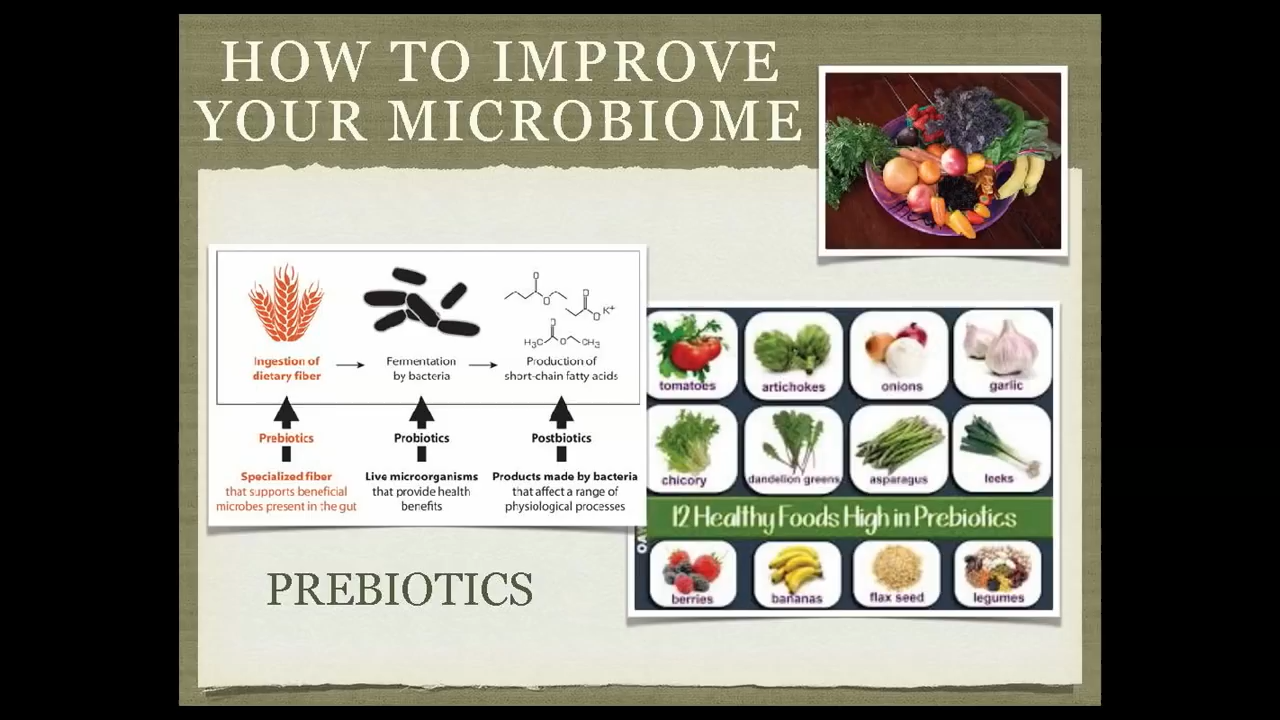 HOW TO IMPROVE
YOUR MICROBIOME
Ingestion of
dietary fiber
Fermentation
by bacteria
O
O
O
O
K+
O
H₃C
O
CH₃
Production of
short-chain fatty acids
Prebiotics
Probiotics
Postbiotics
Specialized fiber
that supports beneficial
microbes present in the gut
Live microorganisms
that provide health
benefits
Products made by bacteria
that affect a range of
physiological processes
tomatoes
artichokes
onions
garlic
chicory
dandelion greens
asparagus
leeks
12 Healthy Foods High in Prebiotics
berries
bananas
flax seed
legumes
PREBIOTICS